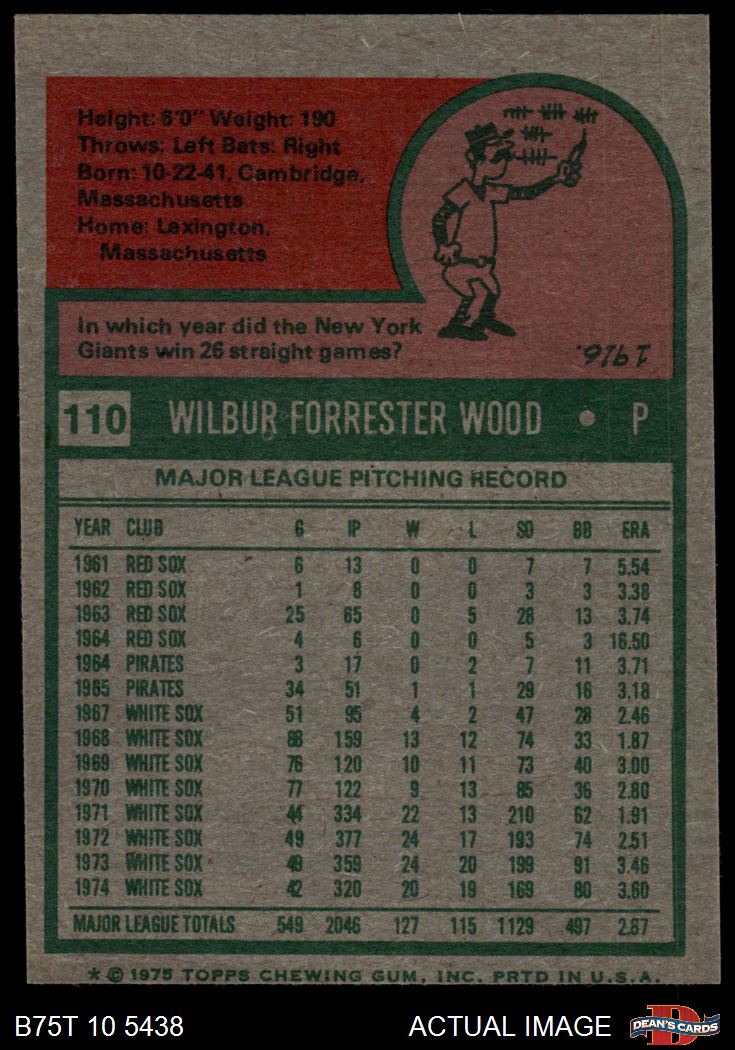 Height: 6'0" Weight: 190
Throws: Left Bats: Right
Born: 10-22-41, Cambridge,
Massachusetts
Home: Lexington,
Massachusetts
In which year did the New York
Giants win 26 straight games?
1916.
110 WILBUR FORRESTER WOOD • P
MAJOR LEAGUE PITCHING RECORD
YEAR CLUB G IP W L SO BB ERA
1961 RED SOX 6 13 0 0 7 7 5.54
1962 RED SOX 1 8 0 0 3 3 3.38
1963 RED SOX 25 65 0 5 28 13 3.74
1964 RED SOX 4 6 0 0 5 3 16.50
1964 PIRATES 3 17 0 2 7 11 3.71
1965 PIRATES 34 51 1 1 29 16 3.18
1967 WHITE SOX 51 95 4 2 47 28 2.46
1968 WHITE SOX 88 159 13 12 74 33 1.87
1969 WHITE SOX 76 120 10 11 73 40 3.00
1970 WHITE SOX 77 122 9 13 85 36 2.80
1971 WHITE SOX 44 334 22 13 210 62 1.91
1972 WHITE SOX 49 377 24 17 193 74 2.51
1973 WHITE SOX 49 359 24 20 199 91 3.46
1974 WHITE SOX 42 320 20 19 169 80 3.60
MAJOR LEAGUE TOTALS 549 2046 127 115 1129 497 2.87
* © 1975 TOPPS CHEWING GUM, INC. PRTD IN U.S.A.
B75T 10 5438 ACTUAL IMAGE D DEAN'S CARDS